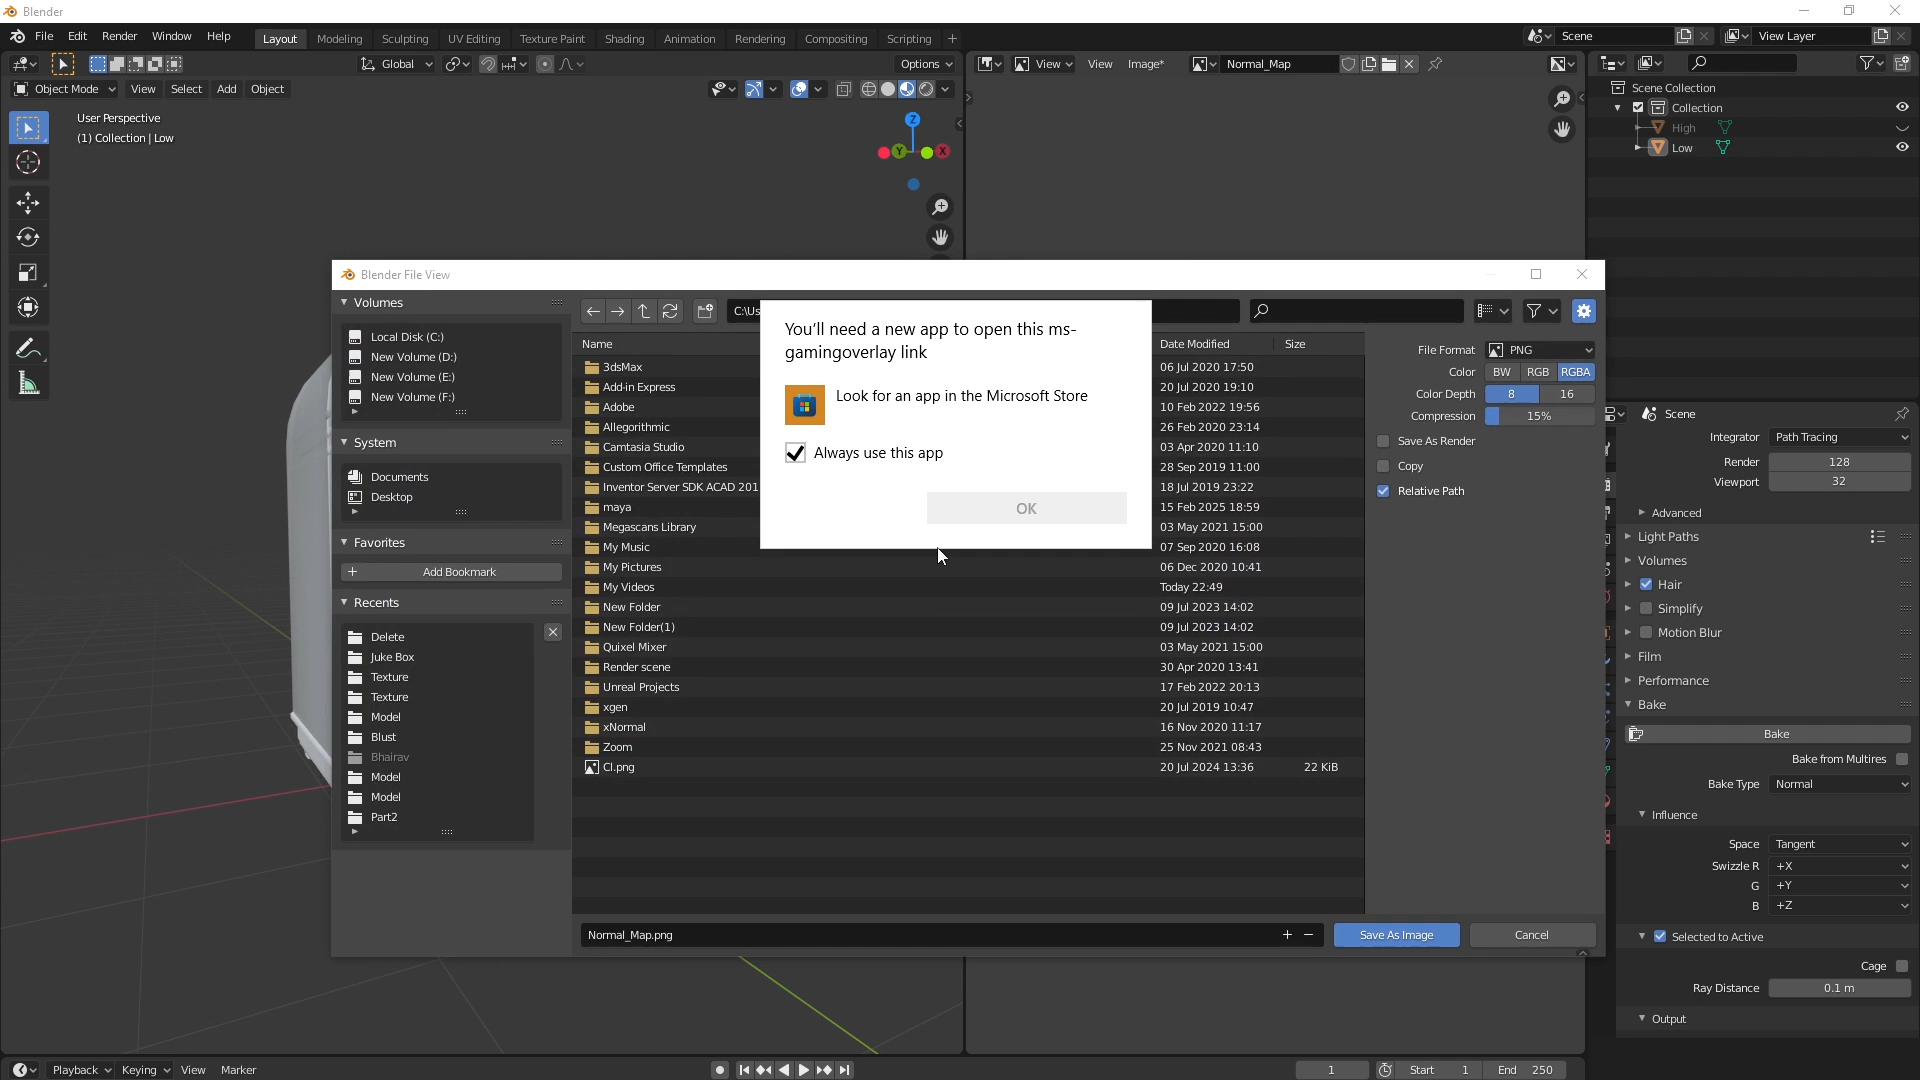 Blender
File Edit Render Window Help Layout Modeling Sculpting UV Editing Texture Paint Shading Animation Rendering Compositing Scripting + Scene View Layer
Global Options View View Image* Normal_Map
Object Mode View Select Add Object
User Perspective
(1) Collection | Low
Z
Y X
Scene Collection
Collection
High
Low
Blender File View
Volumes
Local Disk (C:)
New Volume (D:)
New Volume (E:)
New Volume (F:)
System
Documents
Desktop
Favorites
Add Bookmark
Recents
Delete
Juke Box
Texture
Texture
Model
Blust
Bhairav
Model
Model
Part2
C:\Us
Name Date Modified Size
3dsMax 06 Jul 2020 17:50
Add-in Express 20 Jul 2020 19:10
Adobe 10 Feb 2022 19:56
Allegorithmic 26 Feb 2020 23:14
Camtasia Studio 03 Apr 2020 11:10
Custom Office Templates 28 Sep 2019 11:00
Inventor Server SDK ACAD 201 18 Jul 2019 23:22
maya 15 Feb 2025 18:59
Megascans Library 03 May 2021 15:00
My Music 07 Sep 2020 16:08
My Pictures 06 Dec 2020 10:41
My Videos Today 22:49
New Folder 09 Jul 2023 14:02
New Folder(1) 09 Jul 2023 14:02
Quixel Mixer 03 May 2021 15:00
Render scene 30 Apr 2020 13:41
Unreal Projects 17 Feb 2022 20:13
xgen 20 Jul 2019 10:47
xNormal 16 Nov 2020 11:17
Zoom 25 Nov 2021 08:43
Cl.png 20 Jul 2024 13:36 22 KiB
You'll need a new app to open this ms-
gamingoverlay link
Look for an app in the Microsoft Store
Always use this app
OK
File Format PNG
Color BW RGB RGBA
Color Depth 8 16
Compression 15%
Save As Render
Copy
Relative Path
Normal_Map.png + − Save As Image Cancel
Scene
Integrator Path Tracing
Render 128
Viewport 32
Advanced
Light Paths
Volumes
Hair
Simplify
Motion Blur
Film
Performance
Bake
Bake
Bake from Multires
Bake Type Normal
Influence
Space Tangent
Swizzle R +X
G +Y
B +Z
Selected to Active
Cage
Ray Distance 0.1 m
Output
Playback Keying View Marker 1 Start 1 End 250